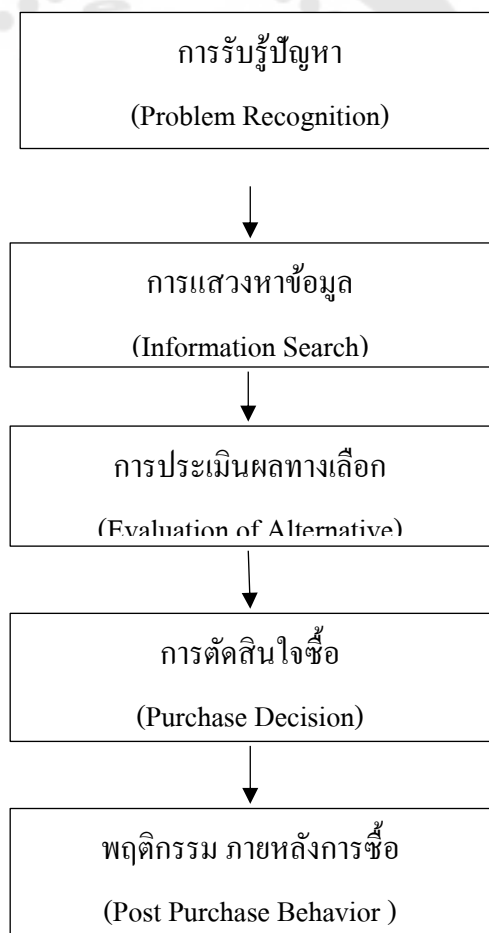 การรับรู้ปัญหา
(Problem Recognition)
การแสวงหาข้อมูล
(Information Search)
การประเมินผลทางเลือก
(Evaluation of Alternative)
การตัดสินใจซื้อ
(Purchase Decision)
พฤติกรรม ภายหลังการซื้อ
(Post Purchase Behavior )